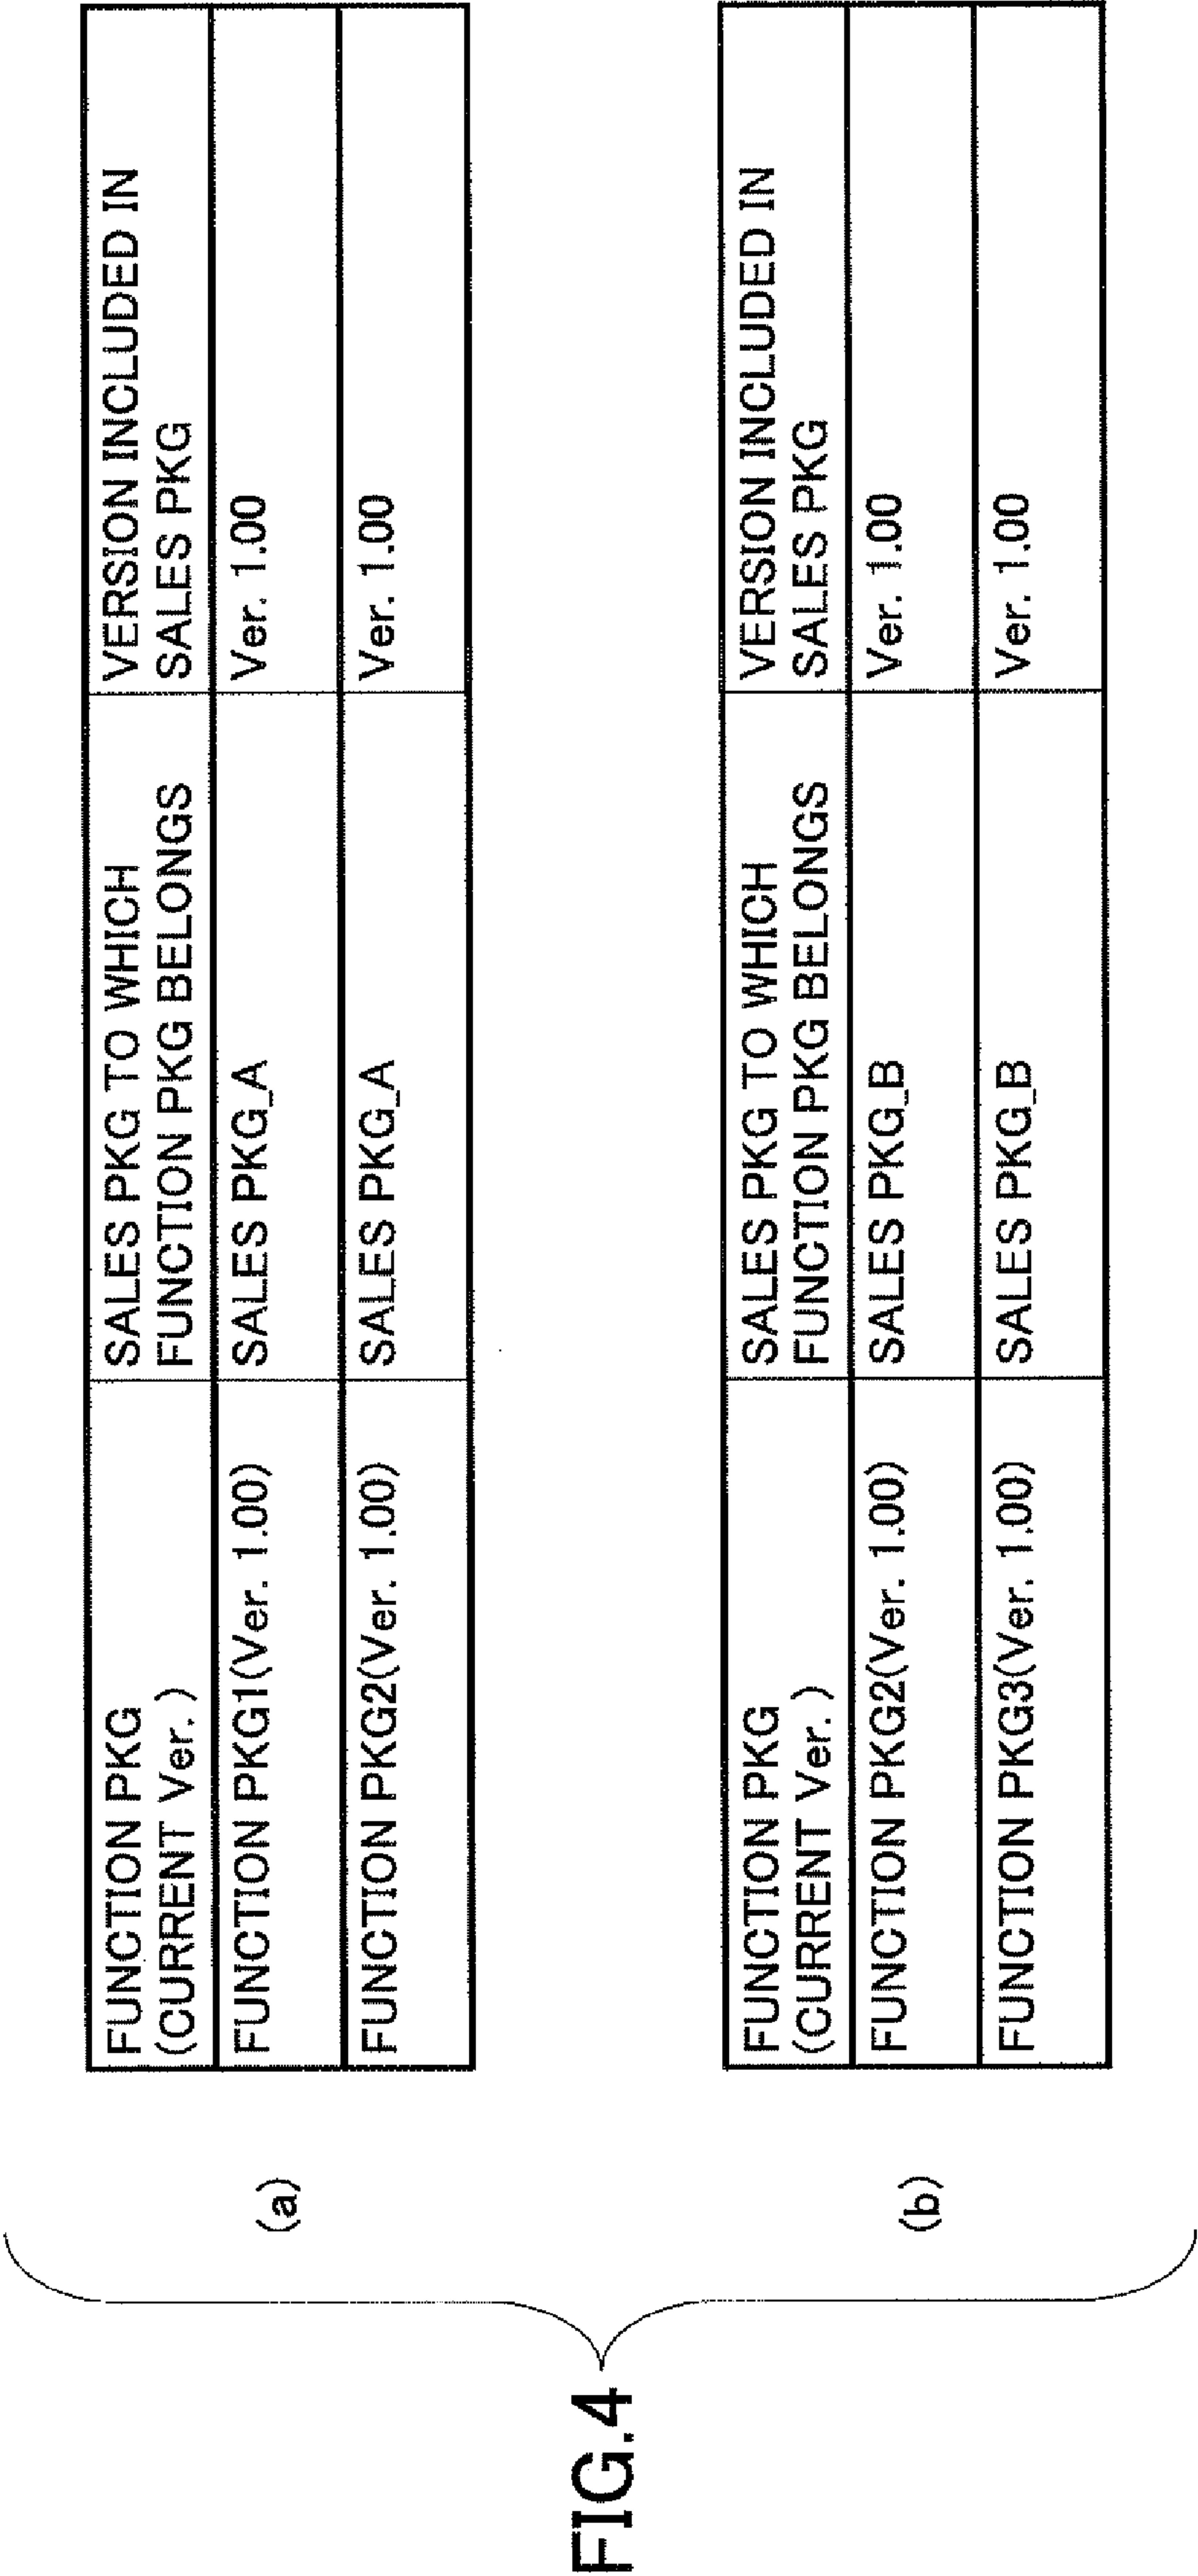 FIG.4
(a)
FUNCTION PKG
(CURRENT Ver. )
SALES PKG TO WHICH
FUNCTION PKG BELONGS
VERSION INCLUDED IN
SALES PKG
FUNCTION PKG1(Ver. 1.00)
SALES PKG_A
Ver. 1.00
FUNCTION PKG2(Ver. 1.00)
SALES PKG_A
Ver. 1.00
(b)
FUNCTION PKG
(CURRENT Ver. )
SALES PKG TO WHICH
FUNCTION PKG BELONGS
VERSION INCLUDED IN
SALES PKG
FUNCTION PKG2(Ver. 1.00)
SALES PKG_B
Ver. 1.00
FUNCTION PKG3(Ver. 1.00)
SALES PKG_B
Ver. 1.00